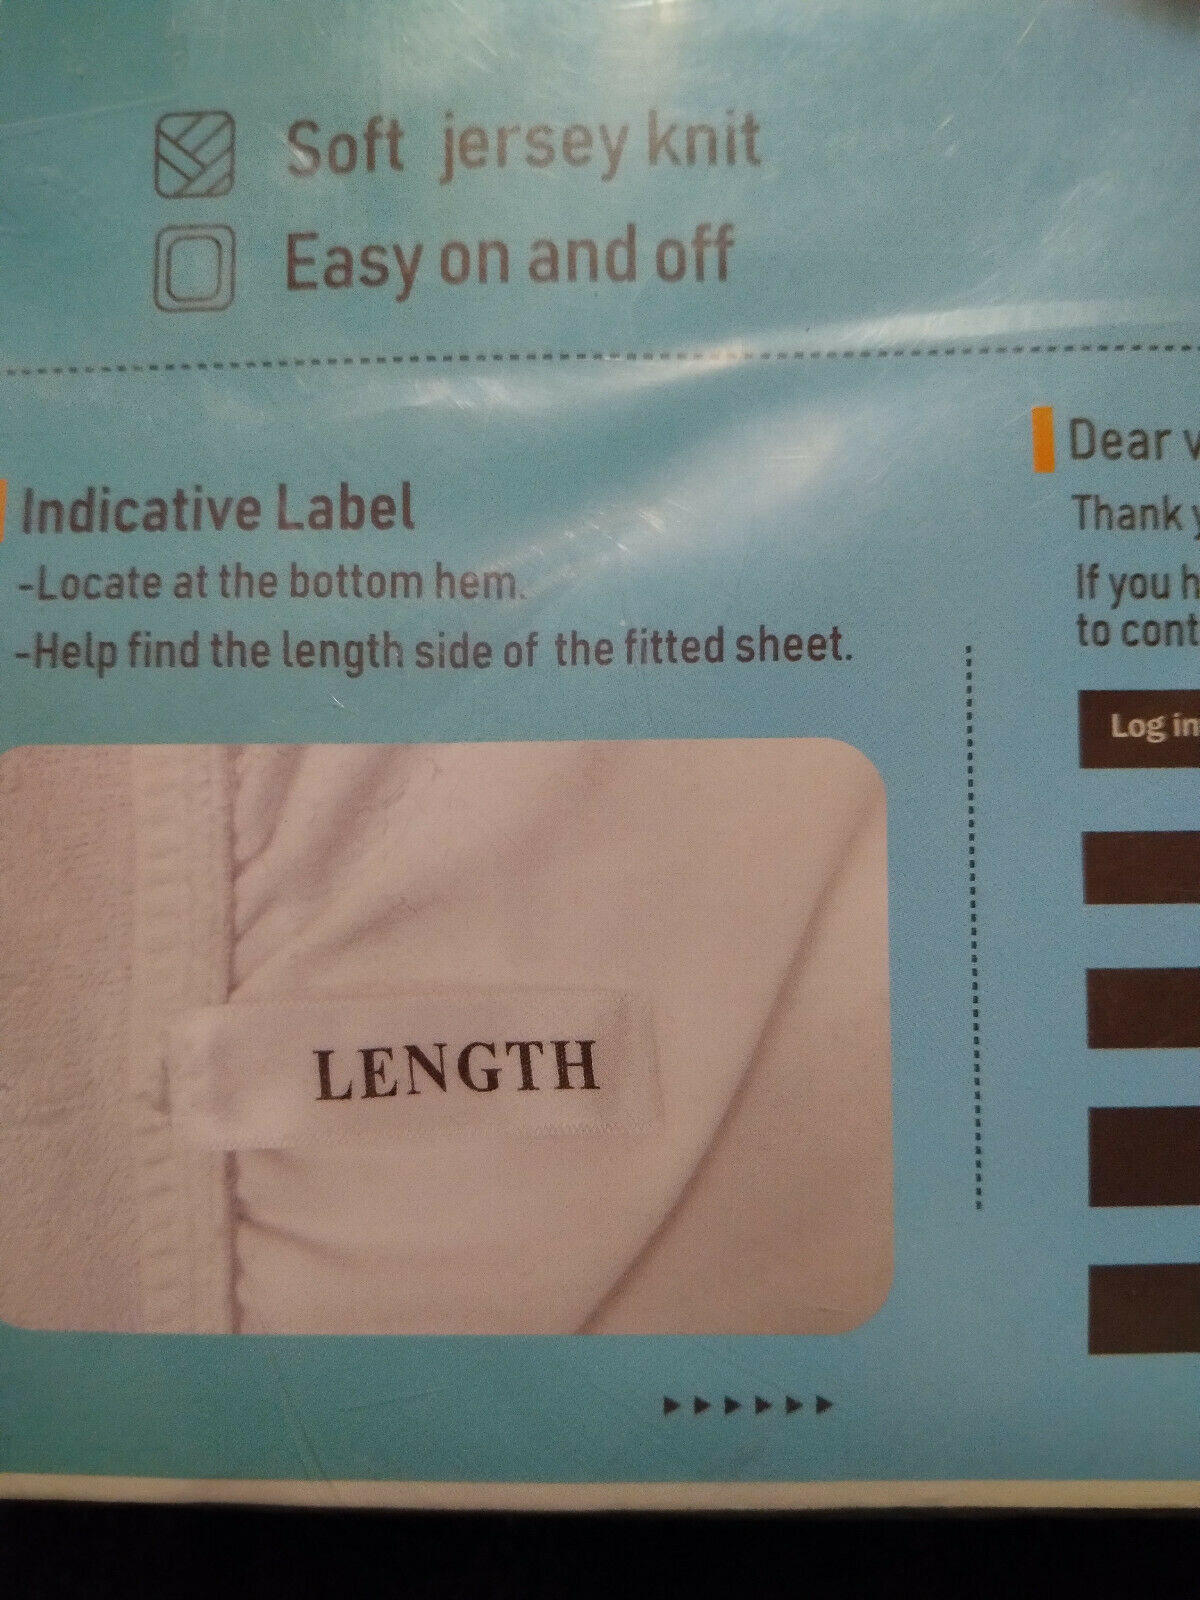 Soft jersey knit
Easy on and off
Indicative Label
-Locate at the bottom hem.
-Help find the length side of the fitted sheet.
LENGTH
Dear
Thank
If you
to
Log in